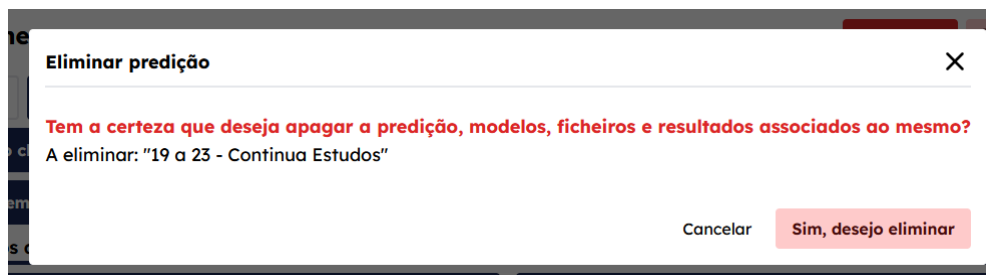 Eliminar predição
Tem a certeza que deseja apagar a predição, modelos, ficheiros e resultados associados ao mesmo?
A eliminar: "19 a 23 - Continua Estudos"
Cancelar
Sim, desejo eliminar